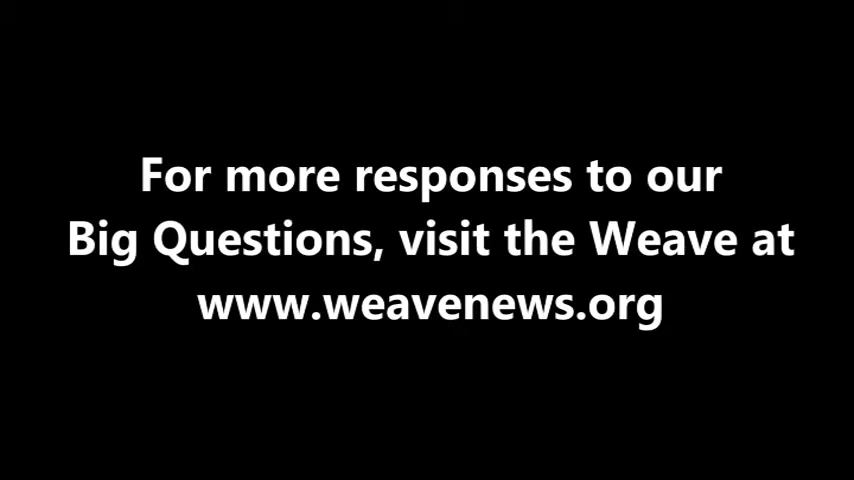 For more responses to our
Big Questions, visit the Weave at
www.weavenews.org